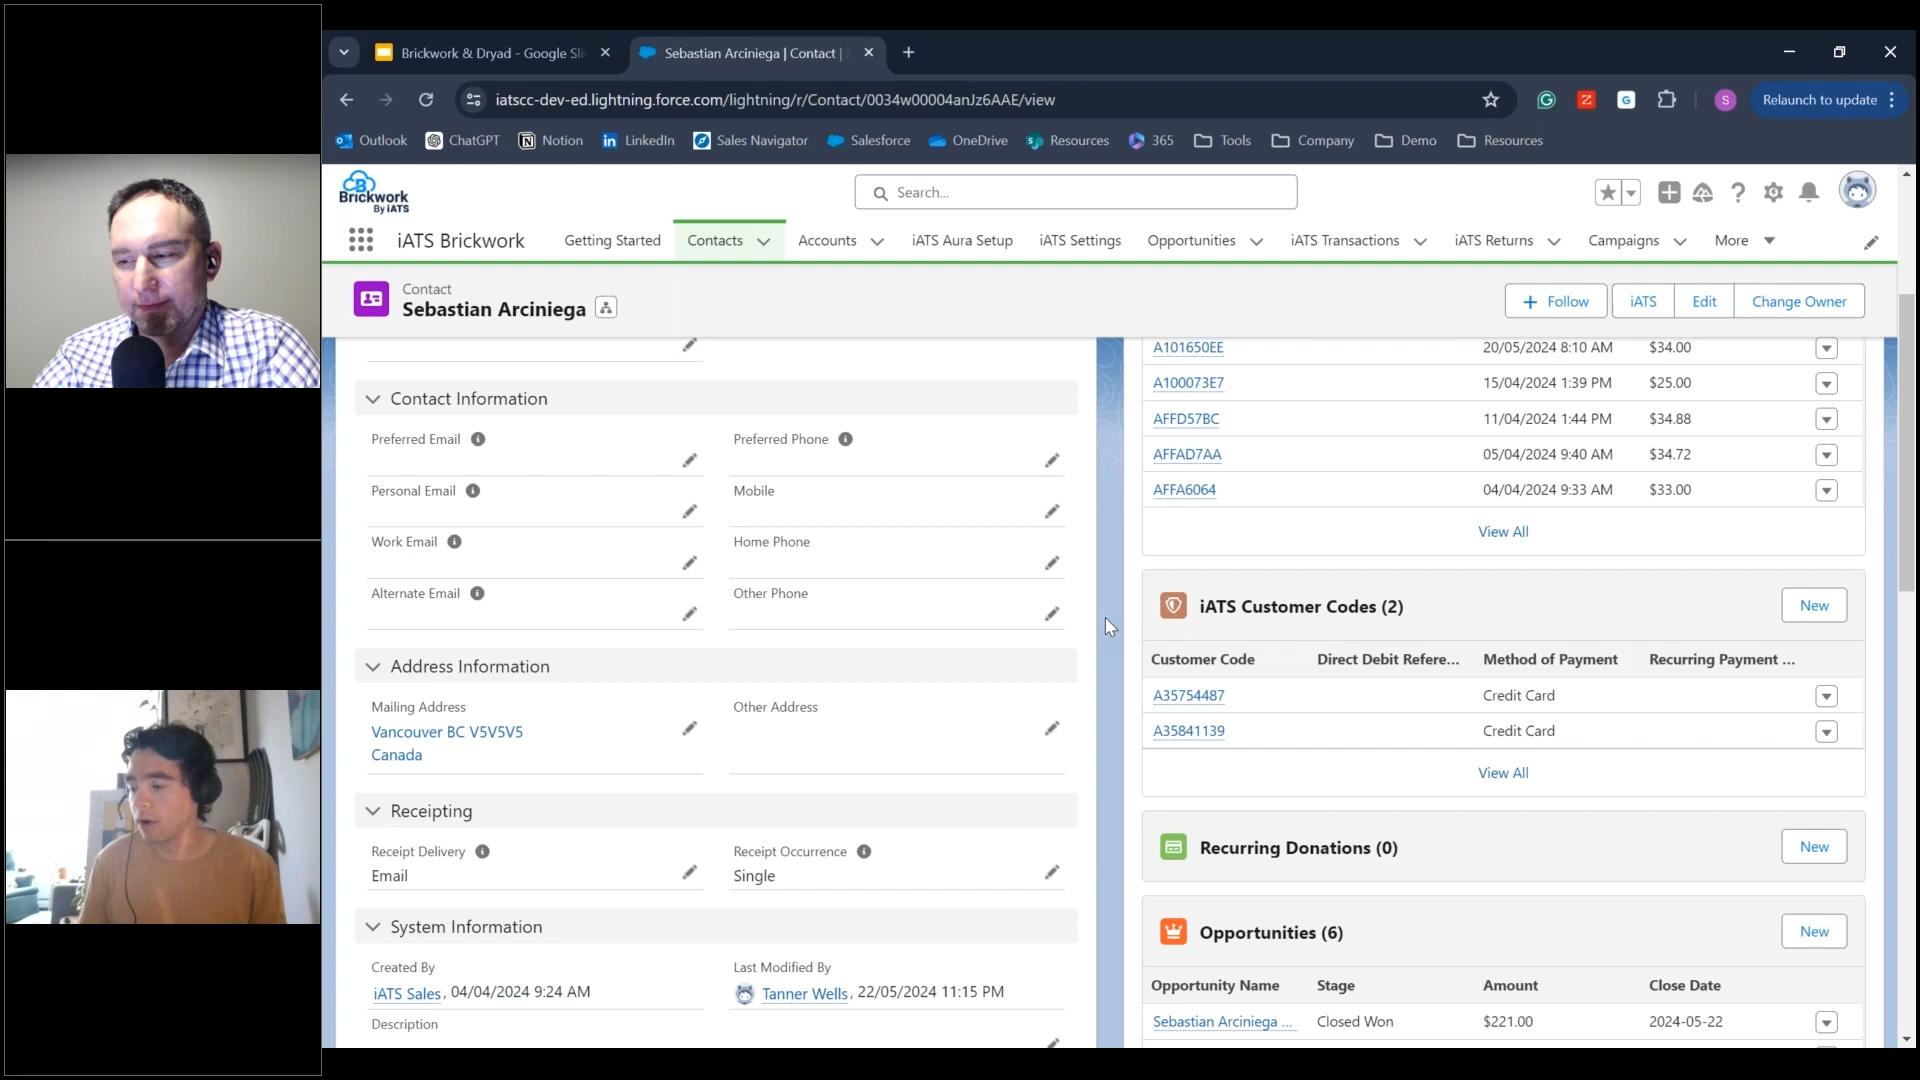 Brickwork & Dryad - Google Sli
Sebastian Arciniega | Contact | S
iatscc-dev-ed.lightning.force.com/lightning/r/Contact/0034w00004anJz6AAE/view
S
Relaunch to update
Outlook
ChatGPT
Notion
LinkedIn
Sales Navigator
Salesforce
OneDrive
Resources
365
Tools
Company
Demo
Resources
Brickwork
By iATS
Search...
iATS Brickwork
Getting Started
Contacts
Accounts
iATS Aura Setup
iATS Settings
Opportunities
iATS Transactions
iATS Returns
Campaigns
More
Contact
Sebastian Arciniega
Follow
iATS
Edit
Change Owner
Contact Information
Preferred Email
Preferred Phone
Personal Email
Mobile
Work Email
Home Phone
Alternate Email
Other Phone
Address Information
Mailing Address
Other Address
Vancouver BC V5V5V5
Canada
Receipting
Receipt Delivery
Receipt Occurrence
Email
Single
System Information
Created By
Last Modified By
iATS Sales, 04/04/2024 9:24 AM
Tanner Wells, 22/05/2024 11:15 PM
Description
A101650EE 20/05/2024 8:10 AM $34.00
A100073E7 15/04/2024 1:39 PM $25.00
AFFD57BC 11/04/2024 1:44 PM $34.88
AFFAD7AA 05/04/2024 9:40 AM $34.72
AFFA6064 04/04/2024 9:33 AM $33.00
View All
iATS Customer Codes (2)
New
Customer Code Direct Debit Refere... Method of Payment Recurring Payment ...
A35754487 Credit Card
A35841139 Credit Card
View All
Recurring Donations (0)
New
Opportunities (6)
New
Opportunity Name Stage Amount Close Date
Sebastian Arciniega ... Closed Won $221.00 2024-05-22